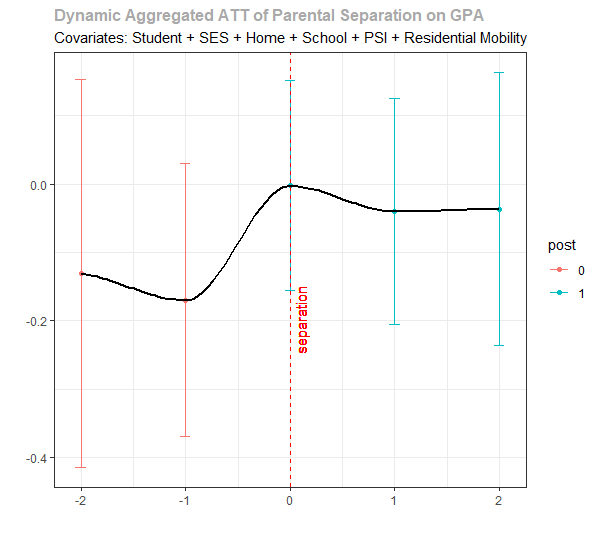 Dynamic Aggregated ATT of Parental Separation on GPA
Covariates: Student + SES + Home + School + PSI + Residential Mobility
0.0
-0.2
-0.4
separation
-2
-1
0
1
2
post
0
1